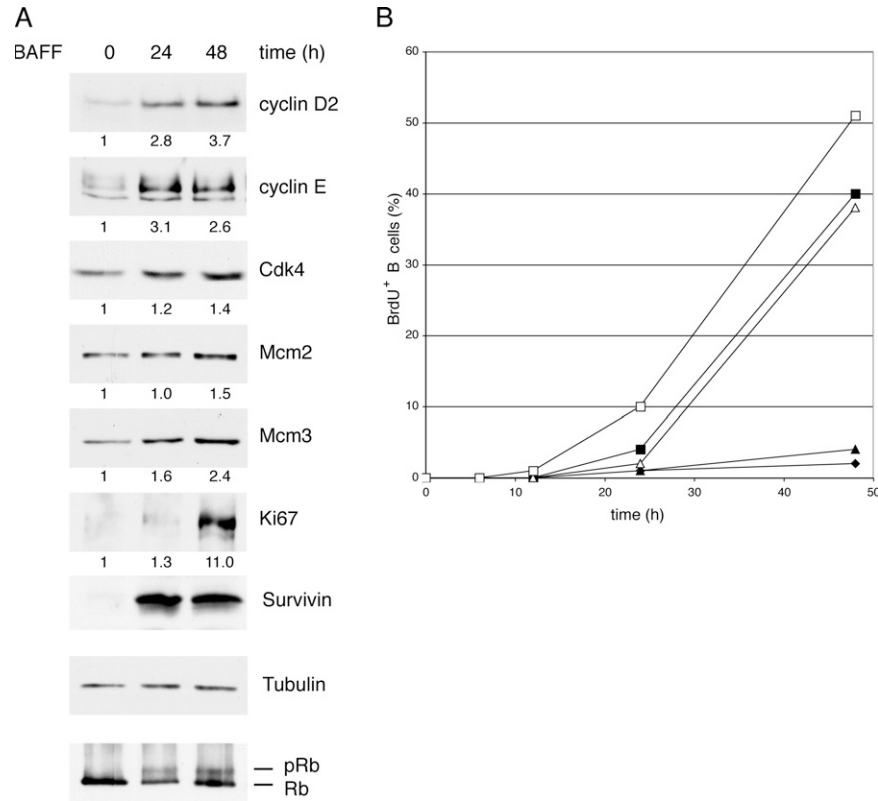 A
BAFF 0 24 48 time (h)
cyclin D2
1 2.8 3.7
cyclin E
1 3.1 2.6
Cdk4
1 1.2 1.4
Mcm2
1 1.0 1.5
Mcm3
1 1.6 2.4
Ki67
1 1.3 11.0
Survivin
Tubulin
pRb
Rb
B
60
50
40
30
20
10
0
BrdU+ B cells (%)
0 10 20 30 40 50
time (h)